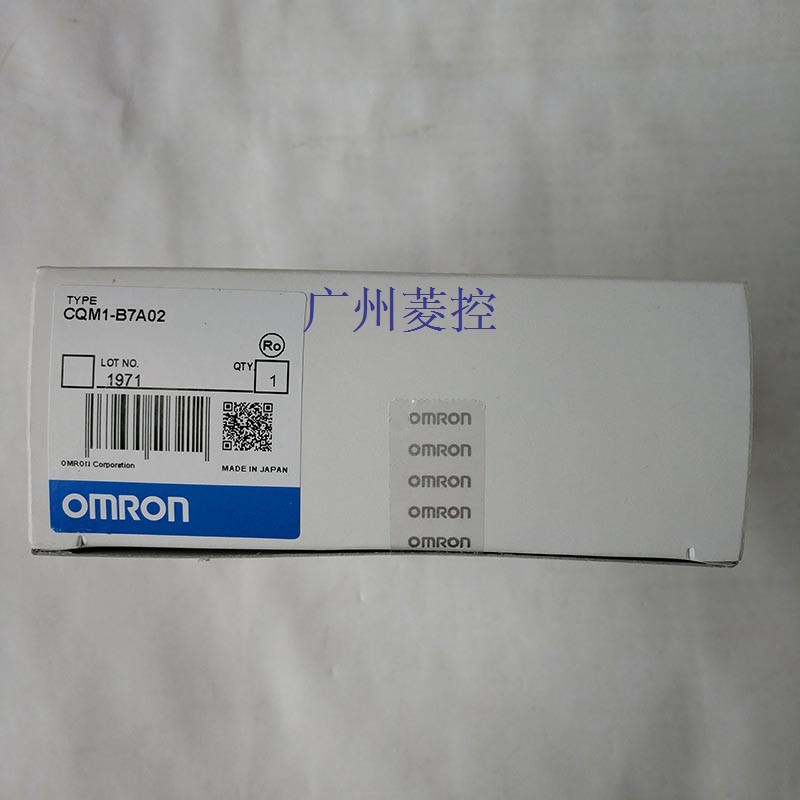 TYPE
CQM1-B7A02
广州菱控
Ro
LOT NO. QTY.
1971 1
OMRON Corporation
MADE IN JAPAN
OMRON
OMRON
OMRON
OMRON
OMRON
OMRON